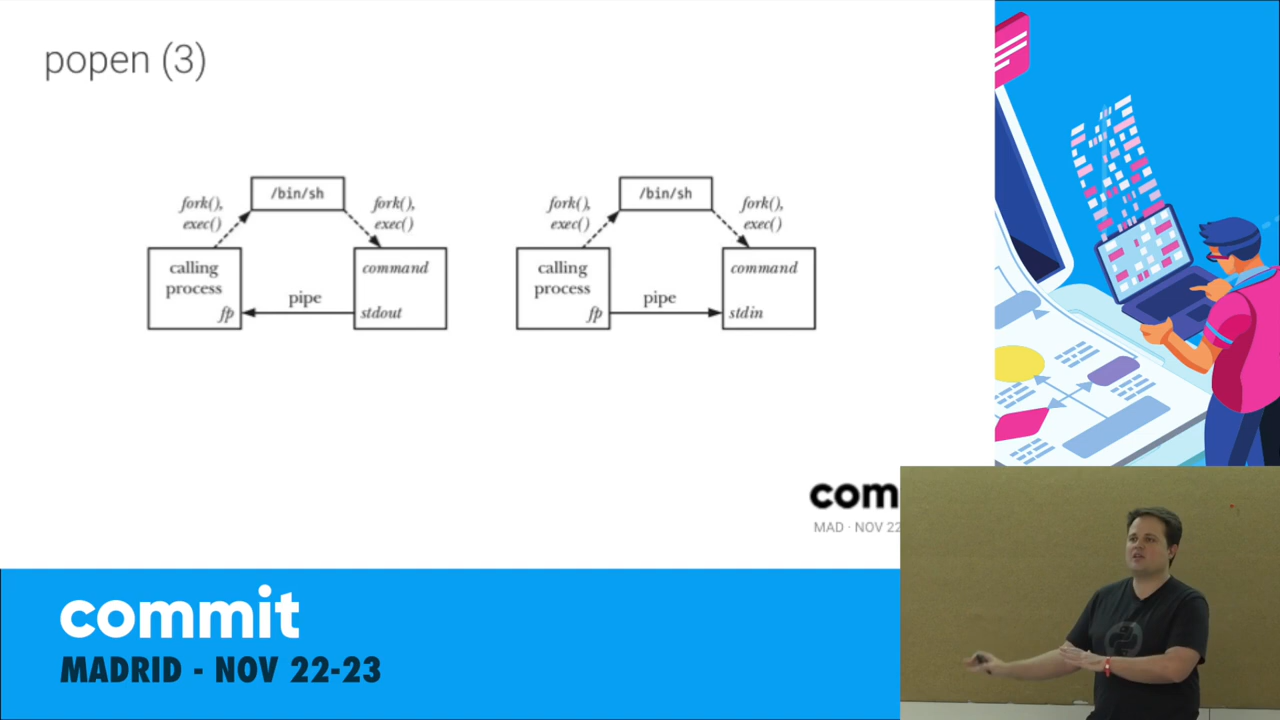 popen (3)
/bin/sh
fork(),
exec()
fork(),
exec()
calling
process
fp
pipe
command
stdout
/bin/sh
fork(),
exec()
fork(),
exec()
calling
process
fp
pipe
command
stdin
com
MAD · NOV 22
commit
MADRID - NOV 22-23